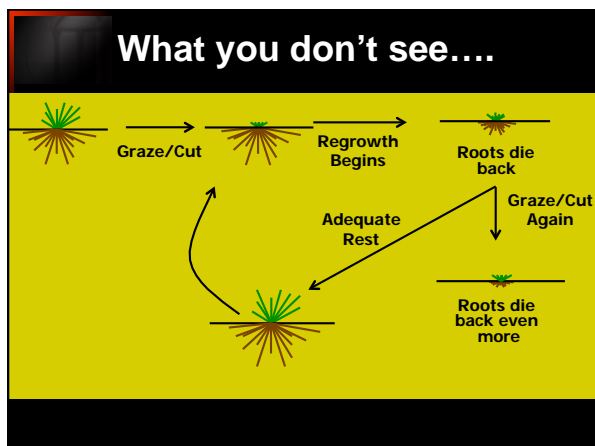 What you don't see....
Graze/Cut
Regrowth
Begins
Roots die
back
Graze/Cut
Again
Adequate
Rest
Roots die
back even
more